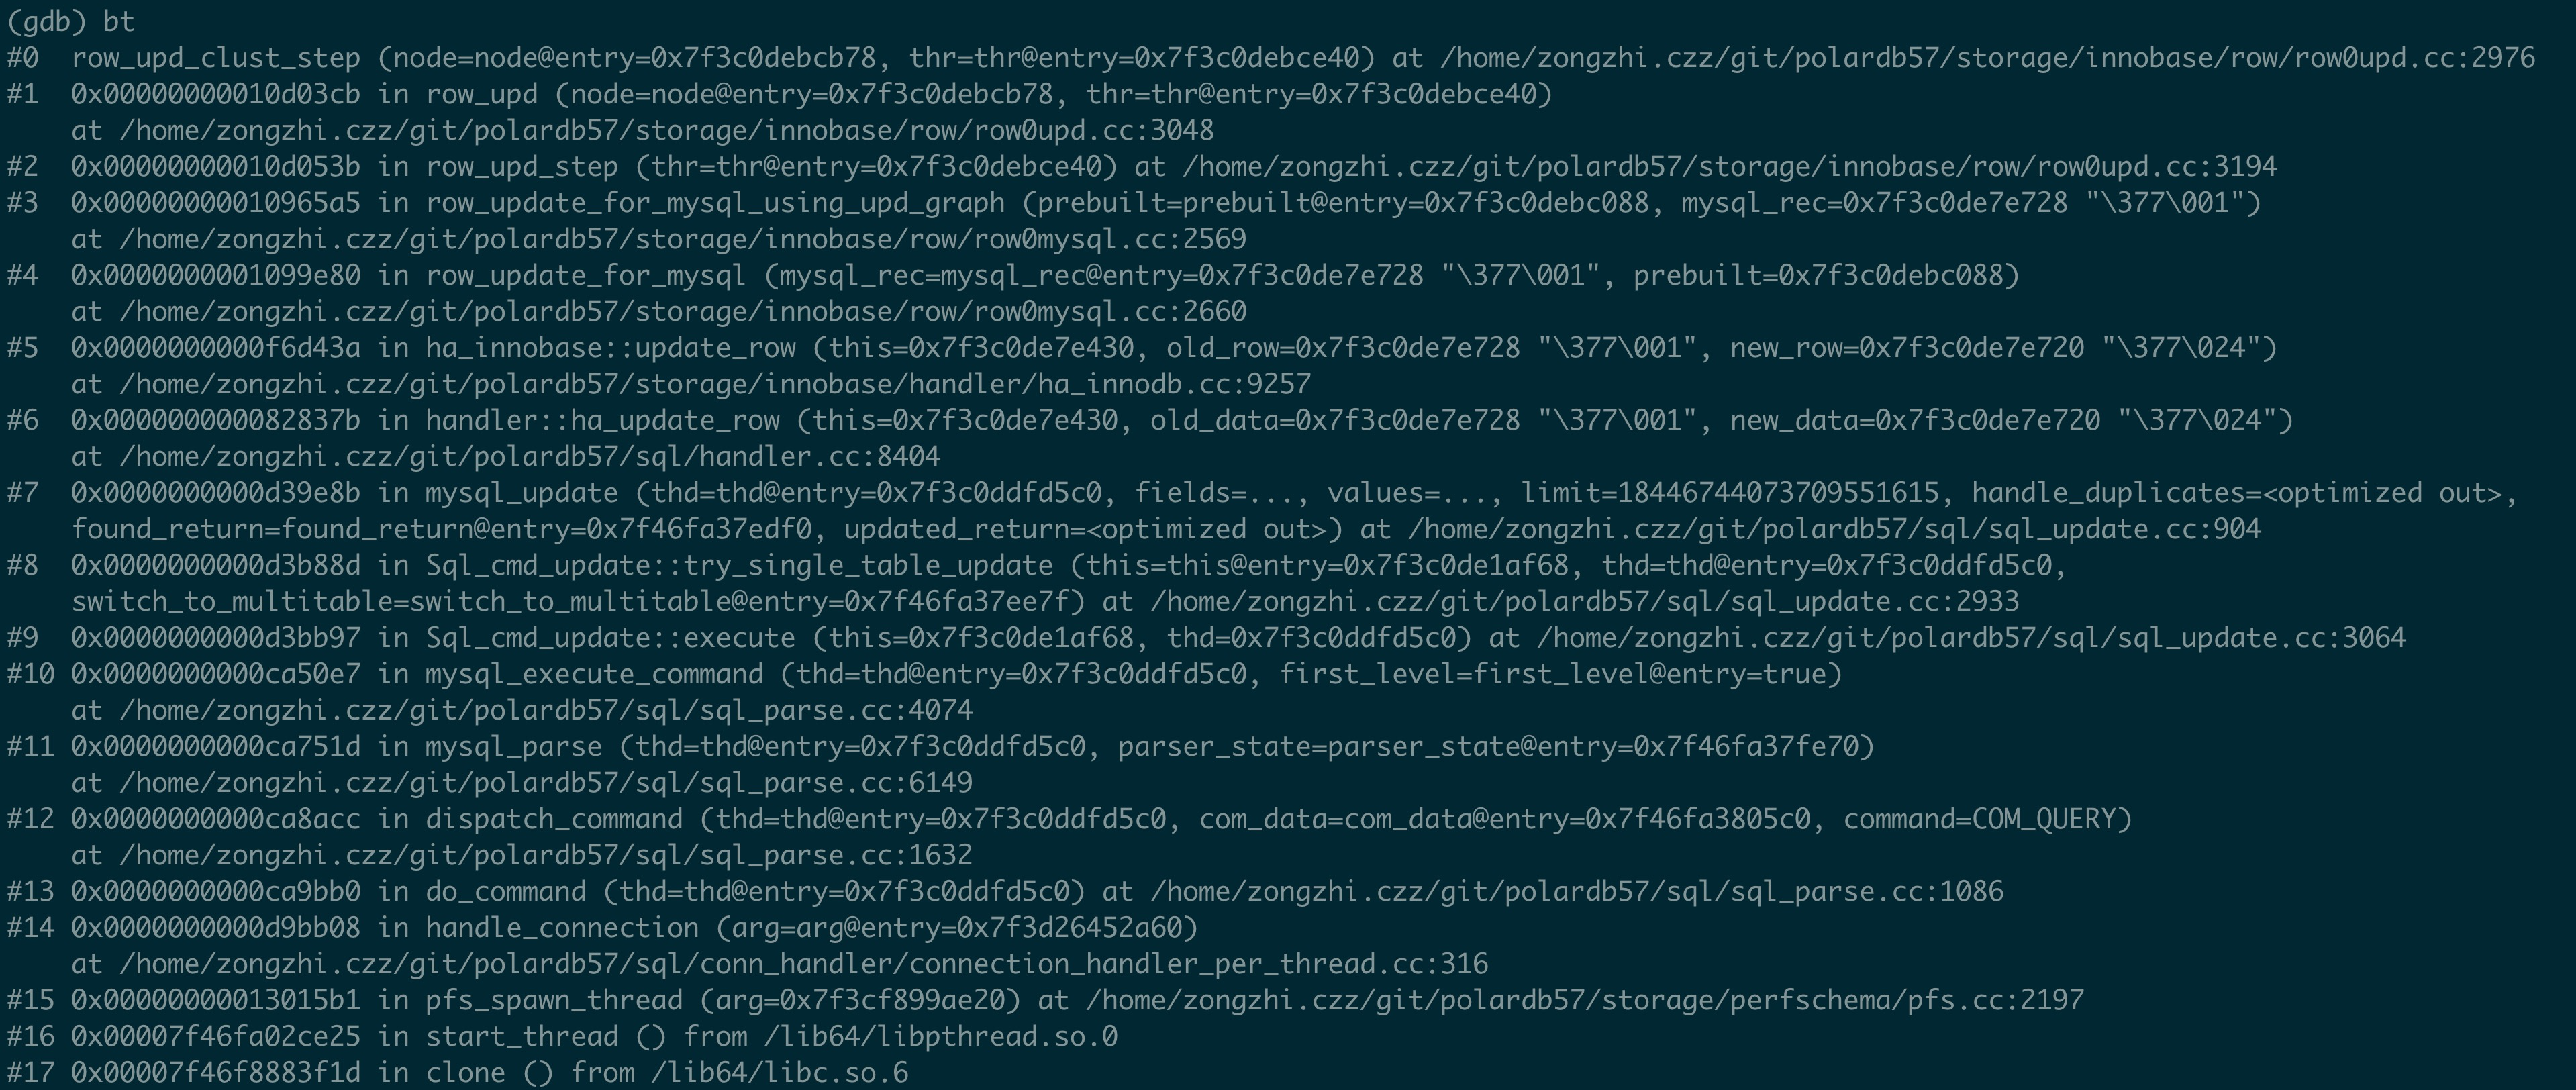 (gdb) bt
#0  row_upd_clust_step (node=node@entry=0x7f3c0debcb78, thr=thr@entry=0x7f3c0debce40) at /home/zongzhi.czz/git/polardb57/storage/innobase/row/row0upd.cc:2976
#1  0x00000000010d03cb in row_upd (node=node@entry=0x7f3c0debcb78, thr=thr@entry=0x7f3c0debce40)
    at /home/zongzhi.czz/git/polardb57/storage/innobase/row/row0upd.cc:3048
#2  0x00000000010d053b in row_upd_step (thr=thr@entry=0x7f3c0debce40) at /home/zongzhi.czz/git/polardb57/storage/innobase/row/row0upd.cc:3194
#3  0x00000000010965a5 in row_update_for_mysql_using_upd_graph (prebuilt=prebuilt@entry=0x7f3c0debc088, mysql_rec=0x7f3c0de7e728 "\377\001")
    at /home/zongzhi.czz/git/polardb57/storage/innobase/row/row0mysql.cc:2569
#4  0x0000000001099e80 in row_update_for_mysql (mysql_rec=mysql_rec@entry=0x7f3c0de7e728 "\377\001", prebuilt=0x7f3c0debc088)
    at /home/zongzhi.czz/git/polardb57/storage/innobase/row/row0mysql.cc:2660
#5  0x0000000000f6d43a in ha_innobase::update_row (this=0x7f3c0de7e430, old_row=0x7f3c0de7e728 "\377\001", new_row=0x7f3c0de7e720 "\377\024")
    at /home/zongzhi.czz/git/polardb57/storage/innobase/handler/ha_innodb.cc:9257
#6  0x000000000082837b in handler::ha_update_row (this=0x7f3c0de7e430, old_data=0x7f3c0de7e728 "\377\001", new_data=0x7f3c0de7e720 "\377\024")
    at /home/zongzhi.czz/git/polardb57/sql/handler.cc:8404
#7  0x0000000000d39e8b in mysql_update (thd=thd@entry=0x7f3c0ddfd5c0, fields=..., values=..., limit=18446744073709551615, handle_duplicates=<optimized out>,
    found_return=found_return@entry=0x7f46fa37edf0, updated_return=<optimized out>) at /home/zongzhi.czz/git/polardb57/sql/sql_update.cc:904
#8  0x0000000000d3b88d in Sql_cmd_update::try_single_table_update (this=this@entry=0x7f3c0de1af68, thd=thd@entry=0x7f3c0ddfd5c0,
    switch_to_multitable=switch_to_multitable@entry=0x7f46fa37ee7f) at /home/zongzhi.czz/git/polardb57/sql/sql_update.cc:2933
#9  0x0000000000d3bb97 in Sql_cmd_update::execute (this=0x7f3c0de1af68, thd=0x7f3c0ddfd5c0) at /home/zongzhi.czz/git/polardb57/sql/sql_update.cc:3064
#10 0x0000000000ca50e7 in mysql_execute_command (thd=thd@entry=0x7f3c0ddfd5c0, first_level=first_level@entry=true)
    at /home/zongzhi.czz/git/polardb57/sql/sql_parse.cc:4074
#11 0x0000000000ca751d in mysql_parse (thd=thd@entry=0x7f3c0ddfd5c0, parser_state=parser_state@entry=0x7f46fa37fe70)
    at /home/zongzhi.czz/git/polardb57/sql/sql_parse.cc:6149
#12 0x0000000000ca8acc in dispatch_command (thd=thd@entry=0x7f3c0ddfd5c0, com_data=com_data@entry=0x7f46fa3805c0, command=COM_QUERY)
    at /home/zongzhi.czz/git/polardb57/sql/sql_parse.cc:1632
#13 0x0000000000ca9bb0 in do_command (thd=thd@entry=0x7f3c0ddfd5c0) at /home/zongzhi.czz/git/polardb57/sql/sql_parse.cc:1086
#14 0x0000000000d9bb08 in handle_connection (arg=arg@entry=0x7f3d26452a60)
    at /home/zongzhi.czz/git/polardb57/sql/conn_handler/connection_handler_per_thread.cc:316
#15 0x00000000013015b1 in pfs_spawn_thread (arg=0x7f3cf899ae20) at /home/zongzhi.czz/git/polardb57/storage/perfschema/pfs.cc:2197
#16 0x00007f46fa02ce25 in start_thread () from /lib64/libpthread.so.0
#17 0x00007f46f8883f1d in clone () from /lib64/libc.so.6